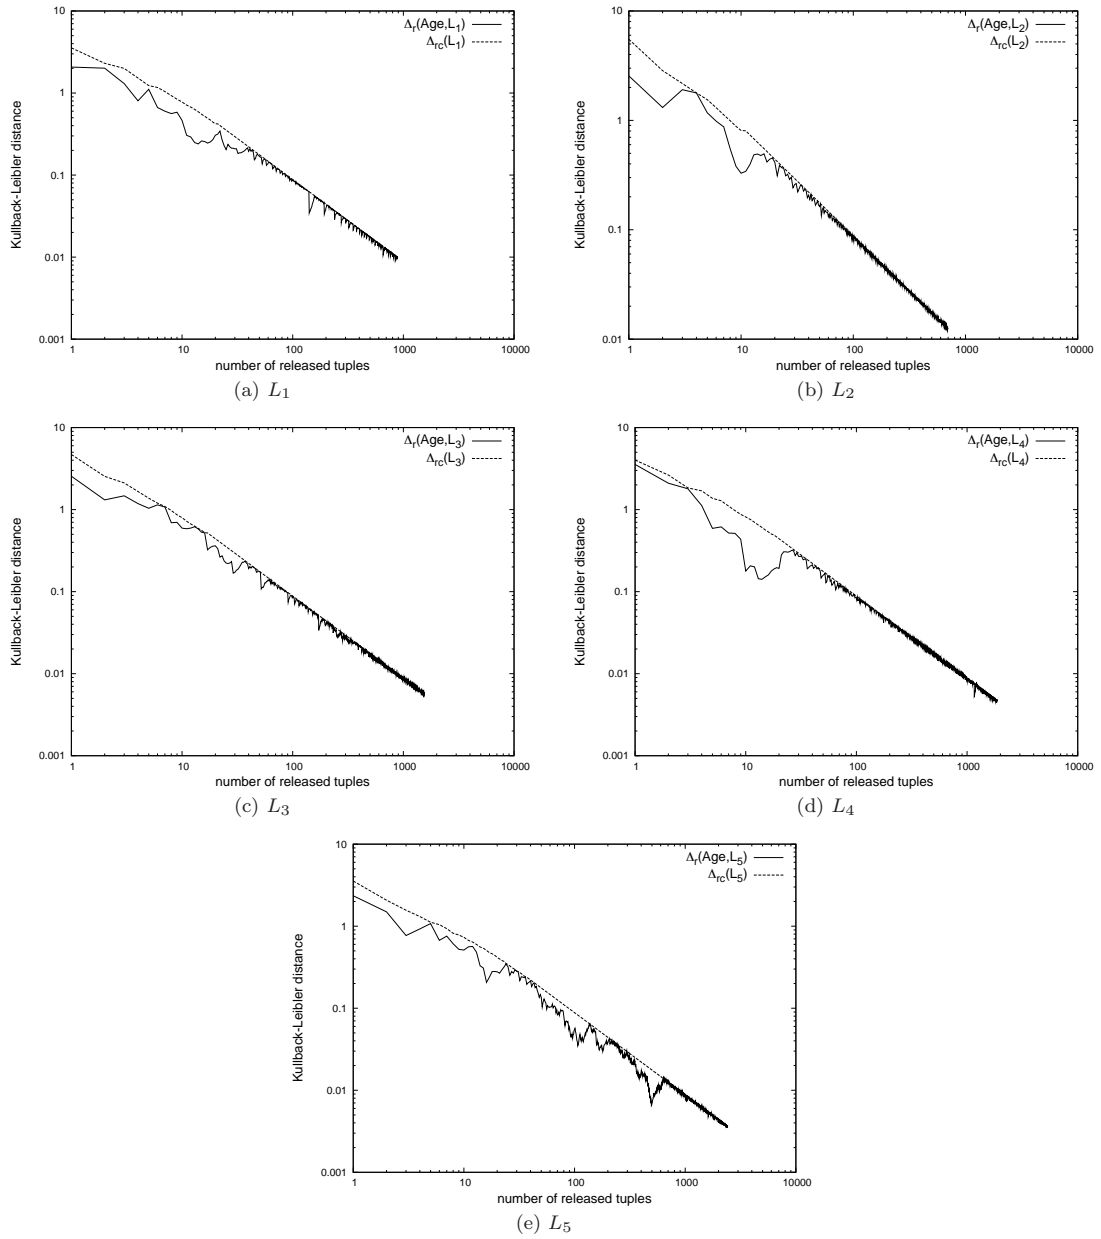 10
1
0.1
0.01
0.001
Kullback-Leibler distance
Δr(Age,L1)
Δrc(L1)
1 10 100 1000 10000
number of released tuples
(a) L1
10
1
0.1
0.01
Kullback-Leibler distance
Δr(Age,L2)
Δrc(L2)
1 10 100 1000 10000
number of released tuples
(b) L2
10
1
0.1
0.01
0.001
Kullback-Leibler distance
Δr(Age,L3)
Δrc(L3)
1 10 100 1000 10000
number of released tuples
(c) L3
10
1
0.1
0.01
0.001
Kullback-Leibler distance
Δr(Age,L4)
Δrc(L4)
1 10 100 1000 10000
number of released tuples
(d) L4
10
1
0.1
0.01
0.001
Kullback-Leibler distance
Δr(Age,L5)
Δrc(L5)
1 10 100 1000 10000
number of released tuples
(e) L5